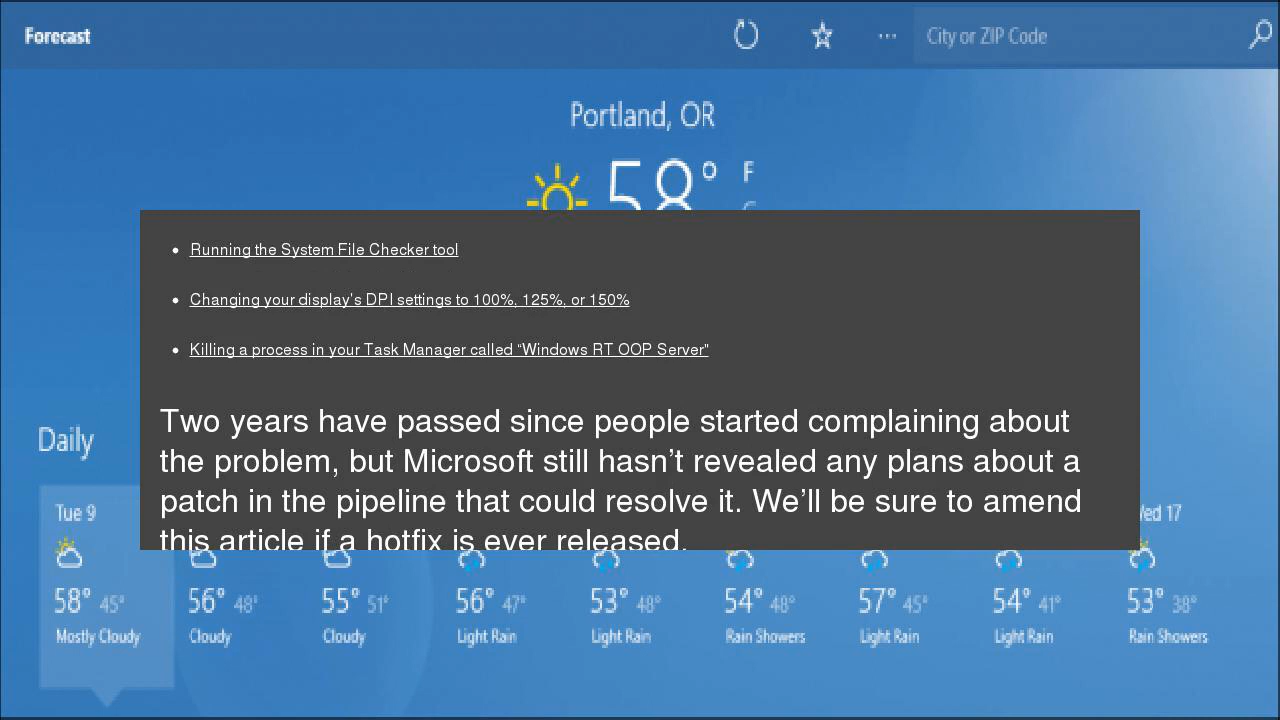 Forecast
... City or ZIP Code
Portland, OR
58° F
• Running the System File Checker tool
• Changing your display's DPI settings to 100%, 125%, or 150%
• Killing a process in your Task Manager called “Windows RT OOP Server”
Two years have passed since people started complaining about
the problem, but Microsoft still hasn’t revealed any plans about a
patch in the pipeline that could resolve it. We’ll be sure to amend
this article if a hotfix is ever released.
Daily
Tue 9
17
58° 45° 56° 48° 55° 51° 56° 47° 53° 48° 54° 48° 57° 45° 54° 41° 53° 38°
Mostly Cloudy Cloudy Cloudy Light Rain Light Rain Rain Showers Light Rain Light Rain Rain Showers